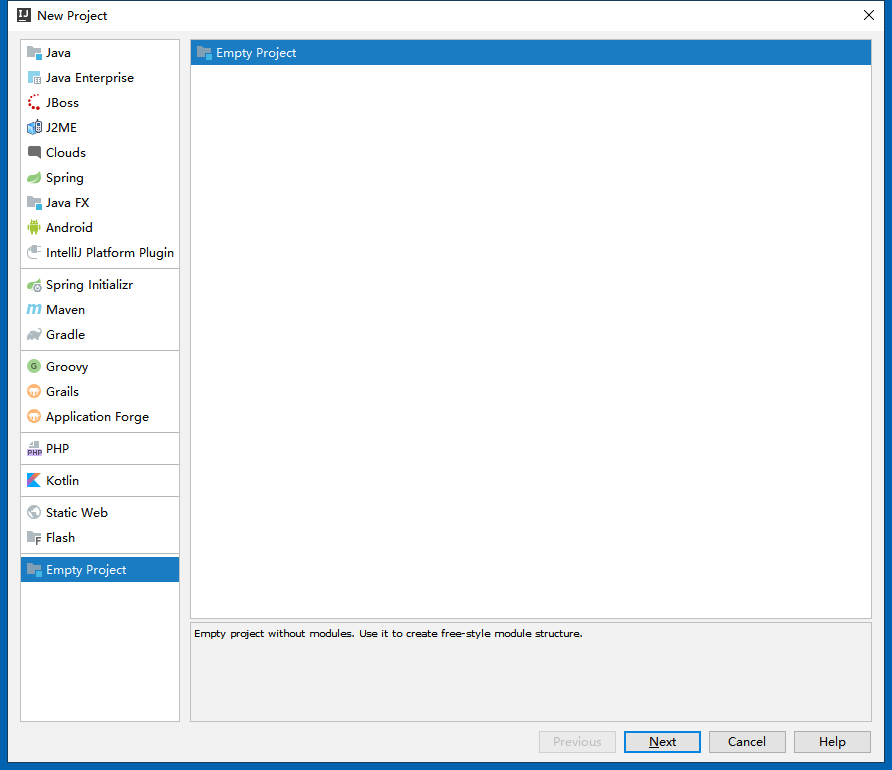 New Project
Java
Java Enterprise
JBoss
J2ME
Clouds
Spring
Java FX
Android
IntelliJ Platform Plugin
Spring Initializr
Maven
Gradle
Groovy
Grails
Application Forge
PHP
Kotlin
Static Web
Flash
Empty Project
Empty Project
Empty project without modules. Use it to create free-style module structure.
Previous Next Cancel Help